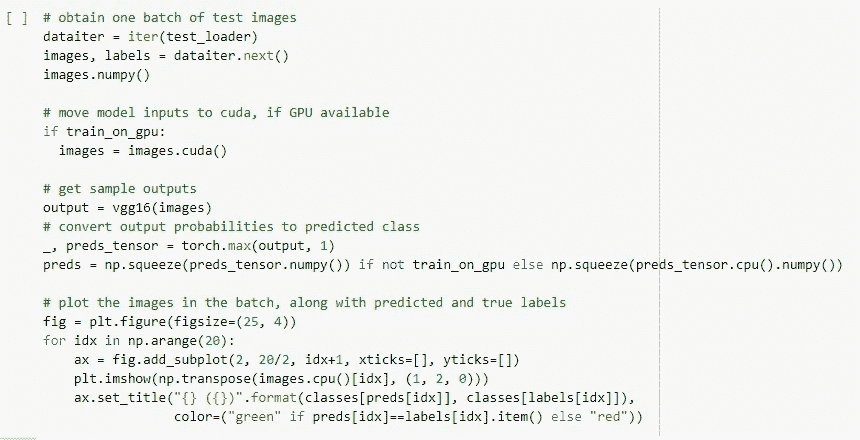 [ ] # obtain one batch of test images
dataiter = iter(test_loader)
images, labels = dataiter.next()
images.numpy()
# move model inputs to cuda, if GPU available
if train_on_gpu:
  images = images.cuda()
# get sample outputs
output = vgg16(images)
# convert output probabilities to predicted class
_, preds_tensor = torch.max(output, 1)
preds = np.squeeze(preds_tensor.numpy()) if not train_on_gpu else np.squeeze(preds_tensor.cpu().numpy())
# plot the images in the batch, along with predicted and true labels
fig = plt.figure(figsize=(25, 4))
for idx in np.arange(20):
    ax = fig.add_subplot(2, 20/2, idx+1, xticks=[], yticks=[])
    plt.imshow(np.transpose(images.cpu()[idx], (1, 2, 0)))
    ax.set_title("{} ({})".format(classes[preds[idx]], classes[labels[idx]]),
                 color=("green" if preds[idx]==labels[idx].item() else "red"))